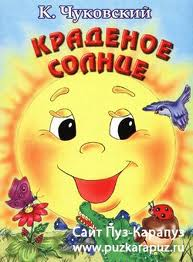 К. Чуковский
КРАДЕНОЕ
СОЛНЦЕ
Сайт Пуз-Карапуз
www.puzkarapuz.ru